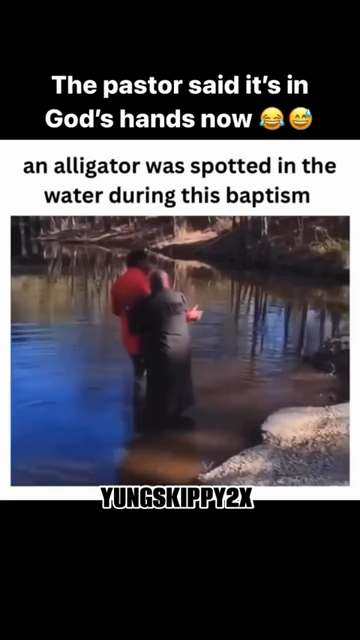 The pastor said it’s in
God’s hands now 😂😅
an alligator was spotted in the
water during this baptism
YUNGSKIPPY2X